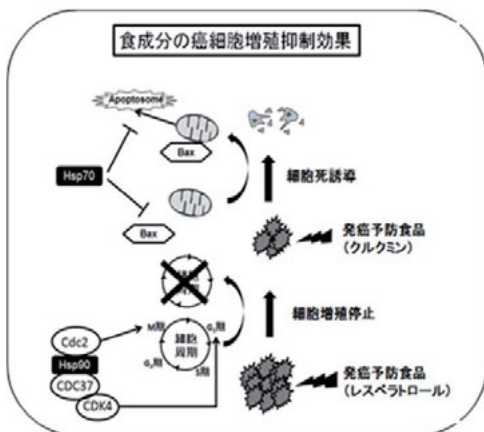 食成分の癌細胞増殖抑制効果
Apoptosome
Bax
Hsp70
Bax
細胞死誘導
発癌予防食品
(クルクミン)
細胞増殖停止
発癌予防食品
(レスベラトロール)
M期
G₁期
細胞
周期
G₂期
S期
Cdc2
Hsp90
CDC37
CDK4